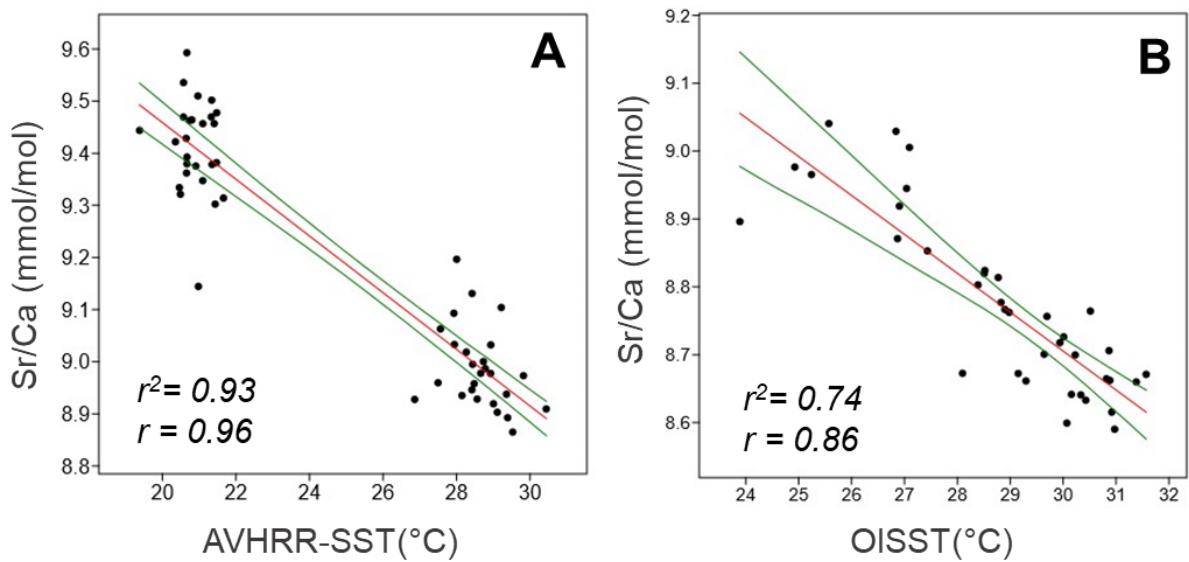 A
Sr/Ca (mmol/mol)
9.6
9.5
9.4
9.3
9.2
9.1
9.0
8.9
8.8
r²= 0.93
r = 0.96
20 22 24 26 28 30
AVHRR-SST(°C)
B
Sr/Ca (mmol/mol)
9.2
9.1
9.0
8.9
8.8
8.7
8.6
r²= 0.74
r = 0.86
24 25 26 27 28 29 30 31 32
OISST(°C)